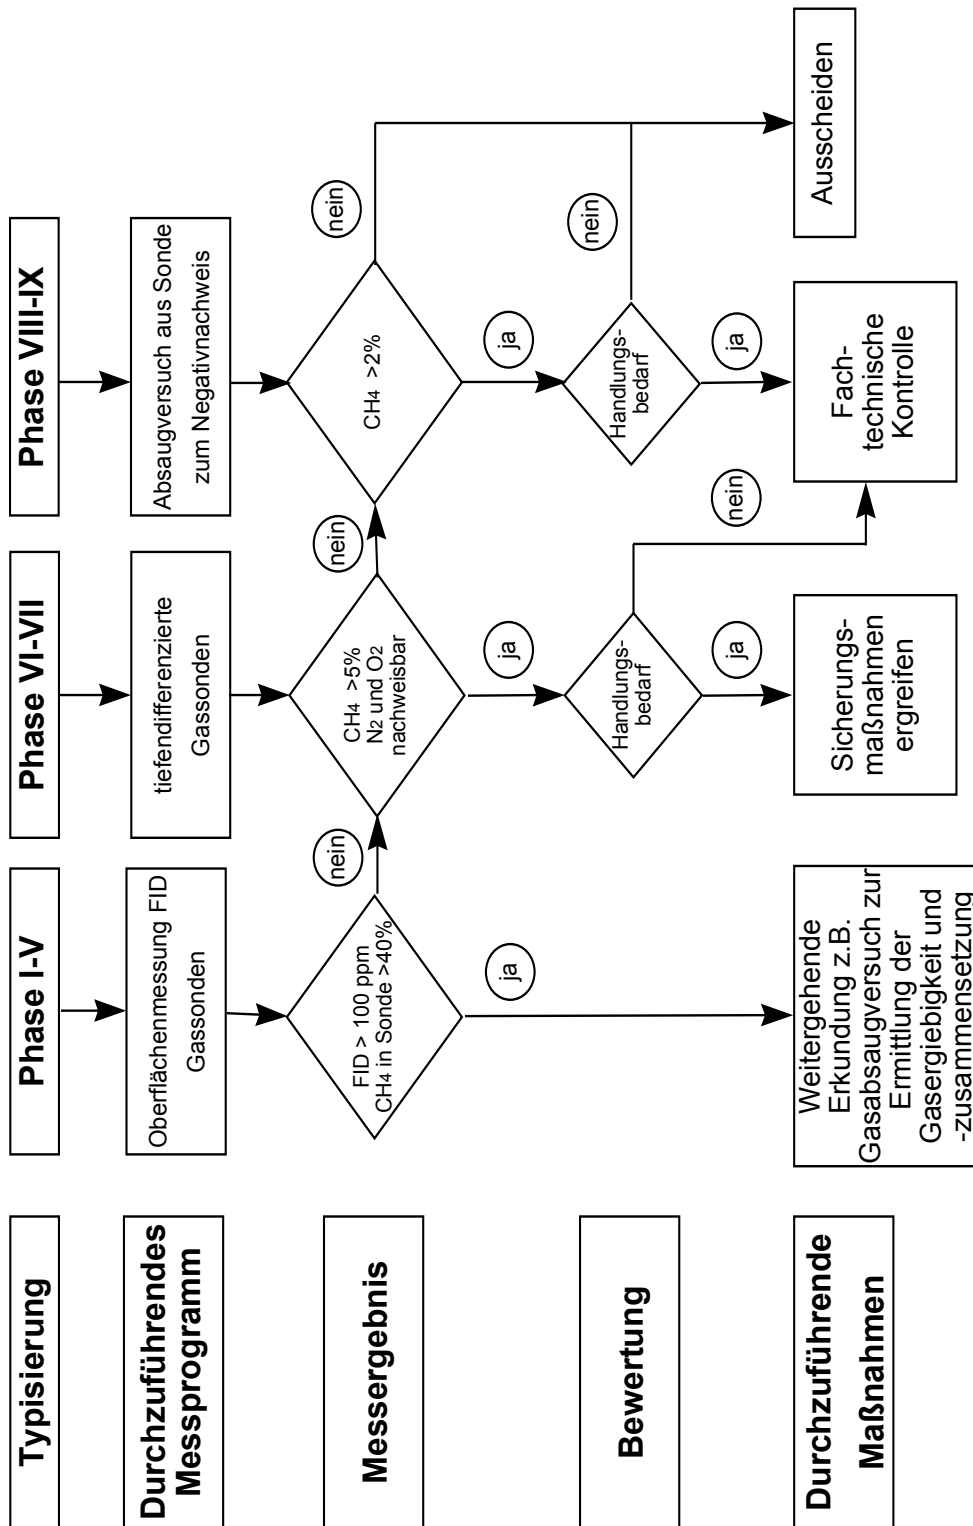 Typisierung
Phase I-V
Phase VI-VII
Phase VIII-IX
Durchzuführendes
Messprogramm
Oberflächenmessung FID
Gassonden
tiefendifferenzierte
Gassonden
Absaugversuch aus Sonde
zum Negativnachweis
Messergebnis
FID > 100 ppm
CH4 in Sonde >40%
nein
ja
CH4 >5%
N2 und O2
nachweisbar
nein
ja
CH4 >2%
nein
ja
Bewertung
Handlungs-
bedarf
nein
ja
Handlungs-
bedarf
nein
ja
Durchzuführende
Maßnahmen
Weitergehende
Erkundung z.B.
Gasabsaugversuch zur
Ermittlung der
Gasergiebigkeit und
-zusammensetzung
Sicherungs-
maßnahmen
ergreifen
Fach-
technische
Kontrolle
Ausscheiden